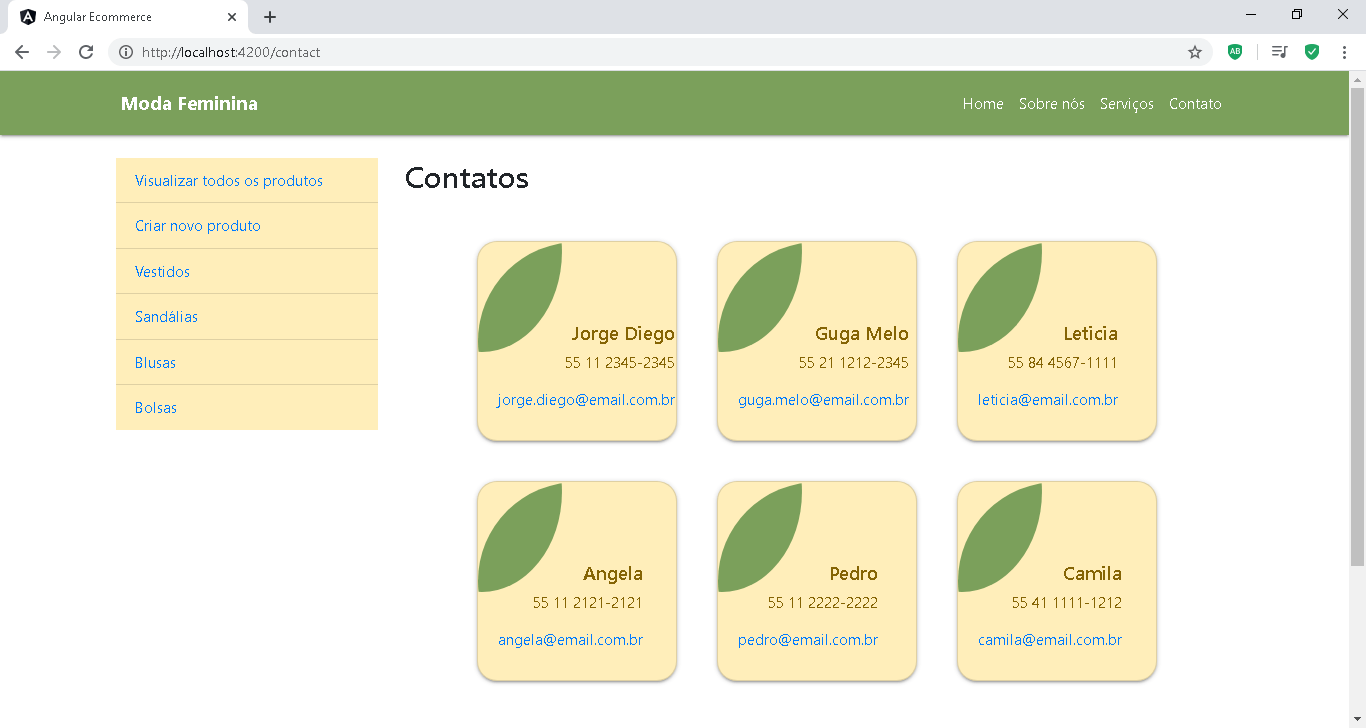 Angular Ecommerce
http://localhost:4200/contact
AB
Moda Feminina
Home Sobre nós Serviços Contato
Visualizar todos os produtos
Criar novo produto
Vestidos
Sandálias
Blusas
Bolsas
Contatos
Jorge Diego
55 11 2345-2345
jorge.diego@email.com.br
Guga Melo
55 21 1212-2345
guga.melo@email.com.br
Leticia
55 84 4567-1111
leticia@email.com.br
Angela
55 11 2121-2121
angela@email.com.br
Pedro
55 11 2222-2222
pedro@email.com.br
Camila
55 41 1111-1212
camila@email.com.br